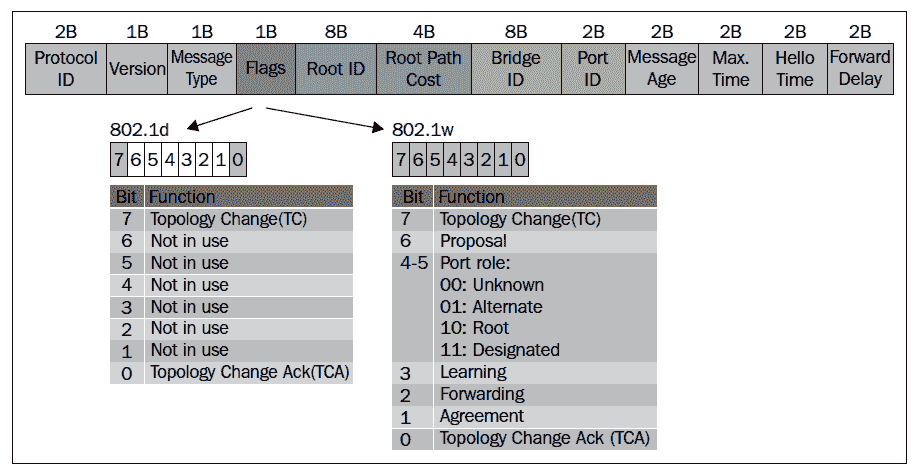 2B 1B 1B 1B 8B 4B 8B 2B 2B 2B 2B 2B
Protocol ID Version Message Type Flags Root ID Root Path Cost Bridge ID Port ID Message Age Max. Time Hello Time Forward Delay
802.1d
7 6 5 4 3 2 1 0
Bit Function
7 Topology Change(TC)
6 Not in use
5 Not in use
4 Not in use
3 Not in use
2 Not in use
1 Not in use
0 Topology Change Ack(TCA)
802.1w
7 6 5 4 3 2 1 0
Bit Function
7 Topology Change(TC)
6 Proposal
4-5 Port role:
00: Unknown
01: Alternate
10: Root
11: Designated
3 Learning
2 Forwarding
1 Agreement
0 Topology Change Ack (TCA)